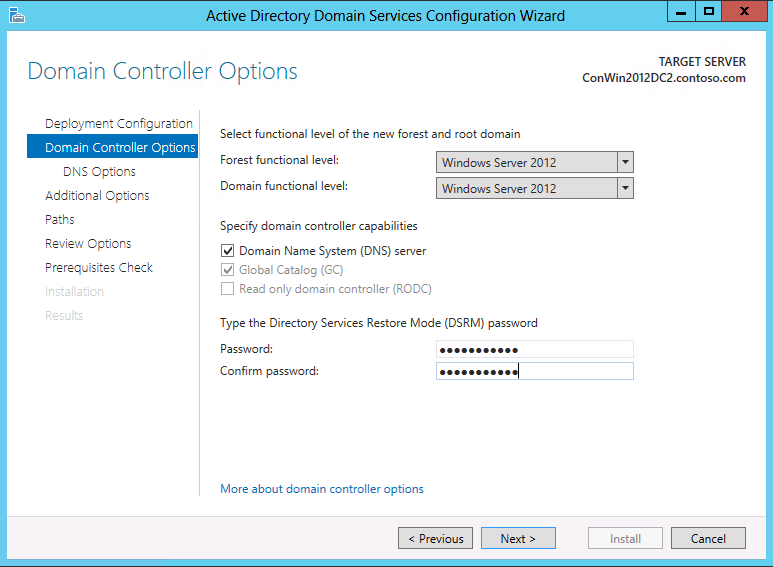 Active Directory Domain Services Configuration Wizard
Domain Controller Options
TARGET SERVER
ConWin2012DC2.contoso.com
Deployment Configuration
Domain Controller Options
DNS Options
Additional Options
Paths
Review Options
Prerequisites Check
Installation
Results
Select functional level of the new forest and root domain
Forest functional level: Windows Server 2012
Domain functional level: Windows Server 2012
Specify domain controller capabilities
Domain Name System (DNS) server
Global Catalog (GC)
Read only domain controller (RODC)
Type the Directory Services Restore Mode (DSRM) password
Password: ●●●●●●●●●●●
Confirm password: ●●●●●●●●●●●
More about domain controller options
< Previous Next > Install Cancel